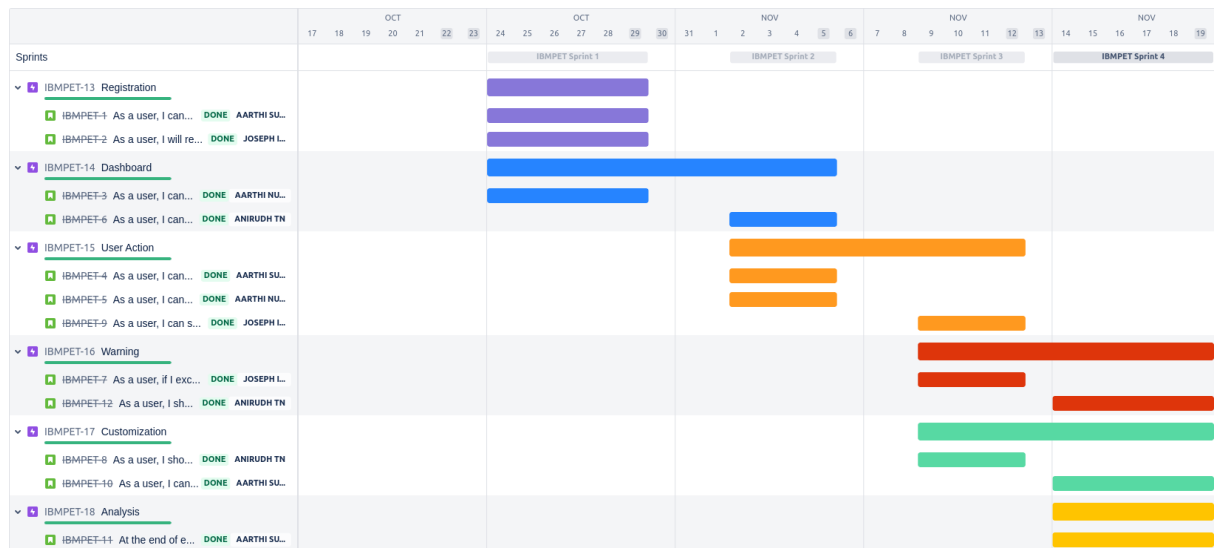 OCT OCT NOV NOV NOV
17 18 19 20 21 22 23 24 25 26 27 28 29 30 31 1 2 3 4 5 6 7 8 9 10 11 12 13 14 15 16 17 18 19
Sprints IBMPET Sprint 1 IBMPET Sprint 2 IBMPET Sprint 3 IBMPET Sprint 4
IBMPET-13 Registration
IBMPET-1 As a user, I can... DONE AARTHI SU...
IBMPET-2 As a user, I will re... DONE JOSEPH I...
IBMPET-14 Dashboard
IBMPET-3 As a user, I can... DONE AARTHI NU...
IBMPET-6 As a user, I can... DONE ANIRUDH TN
IBMPET-15 User Action
IBMPET-4 As a user, I can... DONE AARTHI SU...
IBMPET-5 As a user, I can... DONE AARTHI NU...
IBMPET-9 As a user, I can s... DONE JOSEPH I...
IBMPET-16 Warning
IBMPET-7 As a user, if I exc... DONE JOSEPH I...
IBMPET-12 As a user, I sh... DONE ANIRUDH TN
IBMPET-17 Customization
IBMPET-8 As a user, I sho... DONE ANIRUDH TN
IBMPET-10 As a user, I can... DONE AARTHI SU...
IBMPET-18 Analysis
IBMPET-11 At the end of e... DONE AARTHI SU...